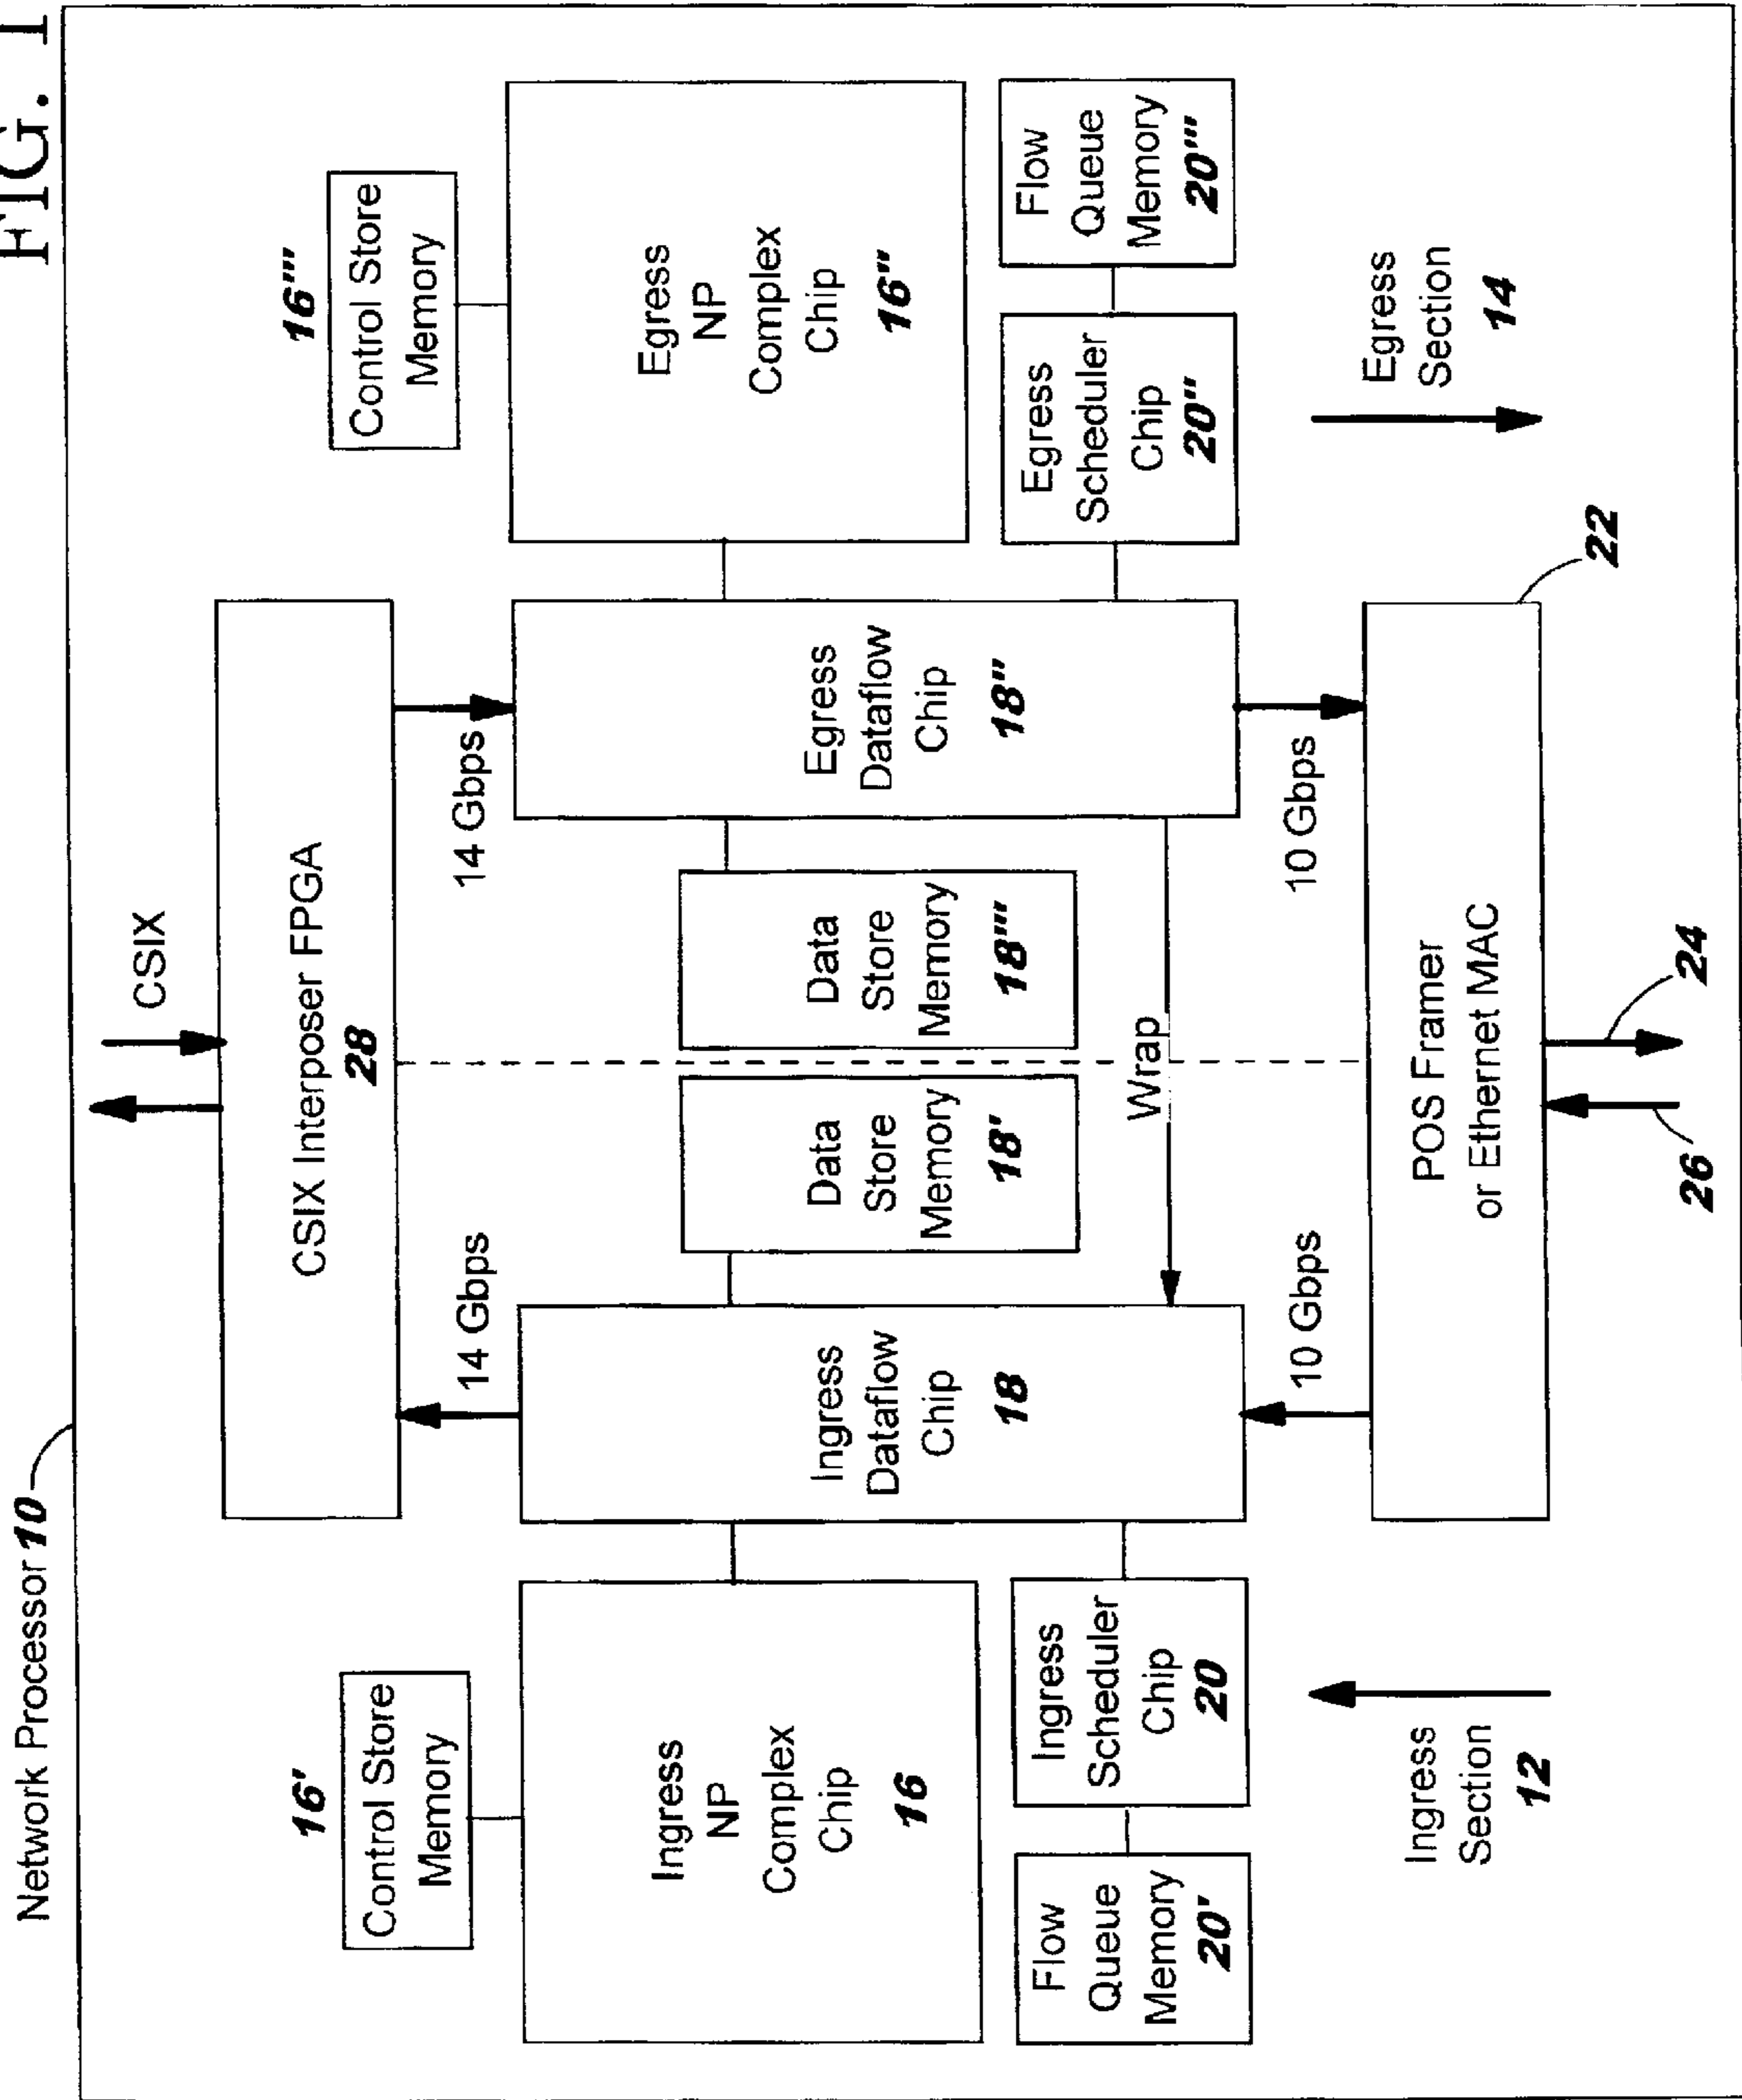 FIG. 1
Network Processor 10
CSIX
CSIX Interposer FPGA
28
16'
Control Store
Memory
16'''
Control Store
Memory
14 Gbps
14 Gbps
Ingress
NP
Complex
Chip
16
Ingress
Dataflow
Chip
18
Data
Store
Memory
18'
Data
Store
Memory
18'''
Egress
Dataflow
Chip
18''
Egress
NP
Complex
Chip
16''
Wrap
Flow
Queue
Memory
20'
Ingress
Scheduler
Chip
20
Egress
Scheduler
Chip
20''
Flow
Queue
Memory
20'''
10 Gbps
10 Gbps
Ingress
Section
12
Egress
Section
14
POS Framer
or Ethernet MAC
22
26
24